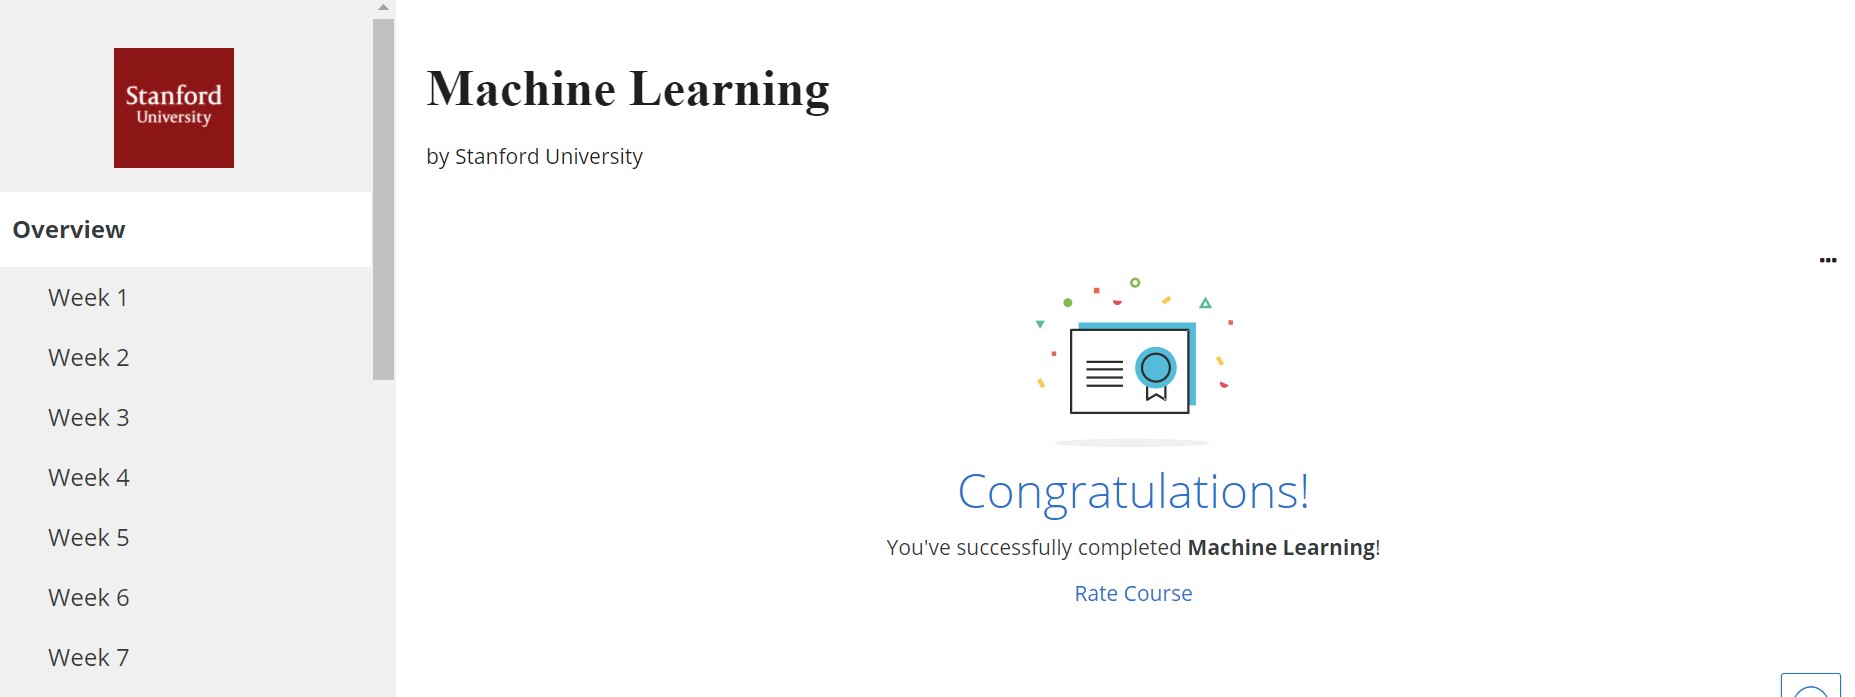 Stanford
University
Overview
Week 1
Week 2
Week 3
Week 4
Week 5
Week 6
Week 7
Machine Learning
by Stanford University
Congratulations!
You've successfully completed Machine Learning!
Rate Course